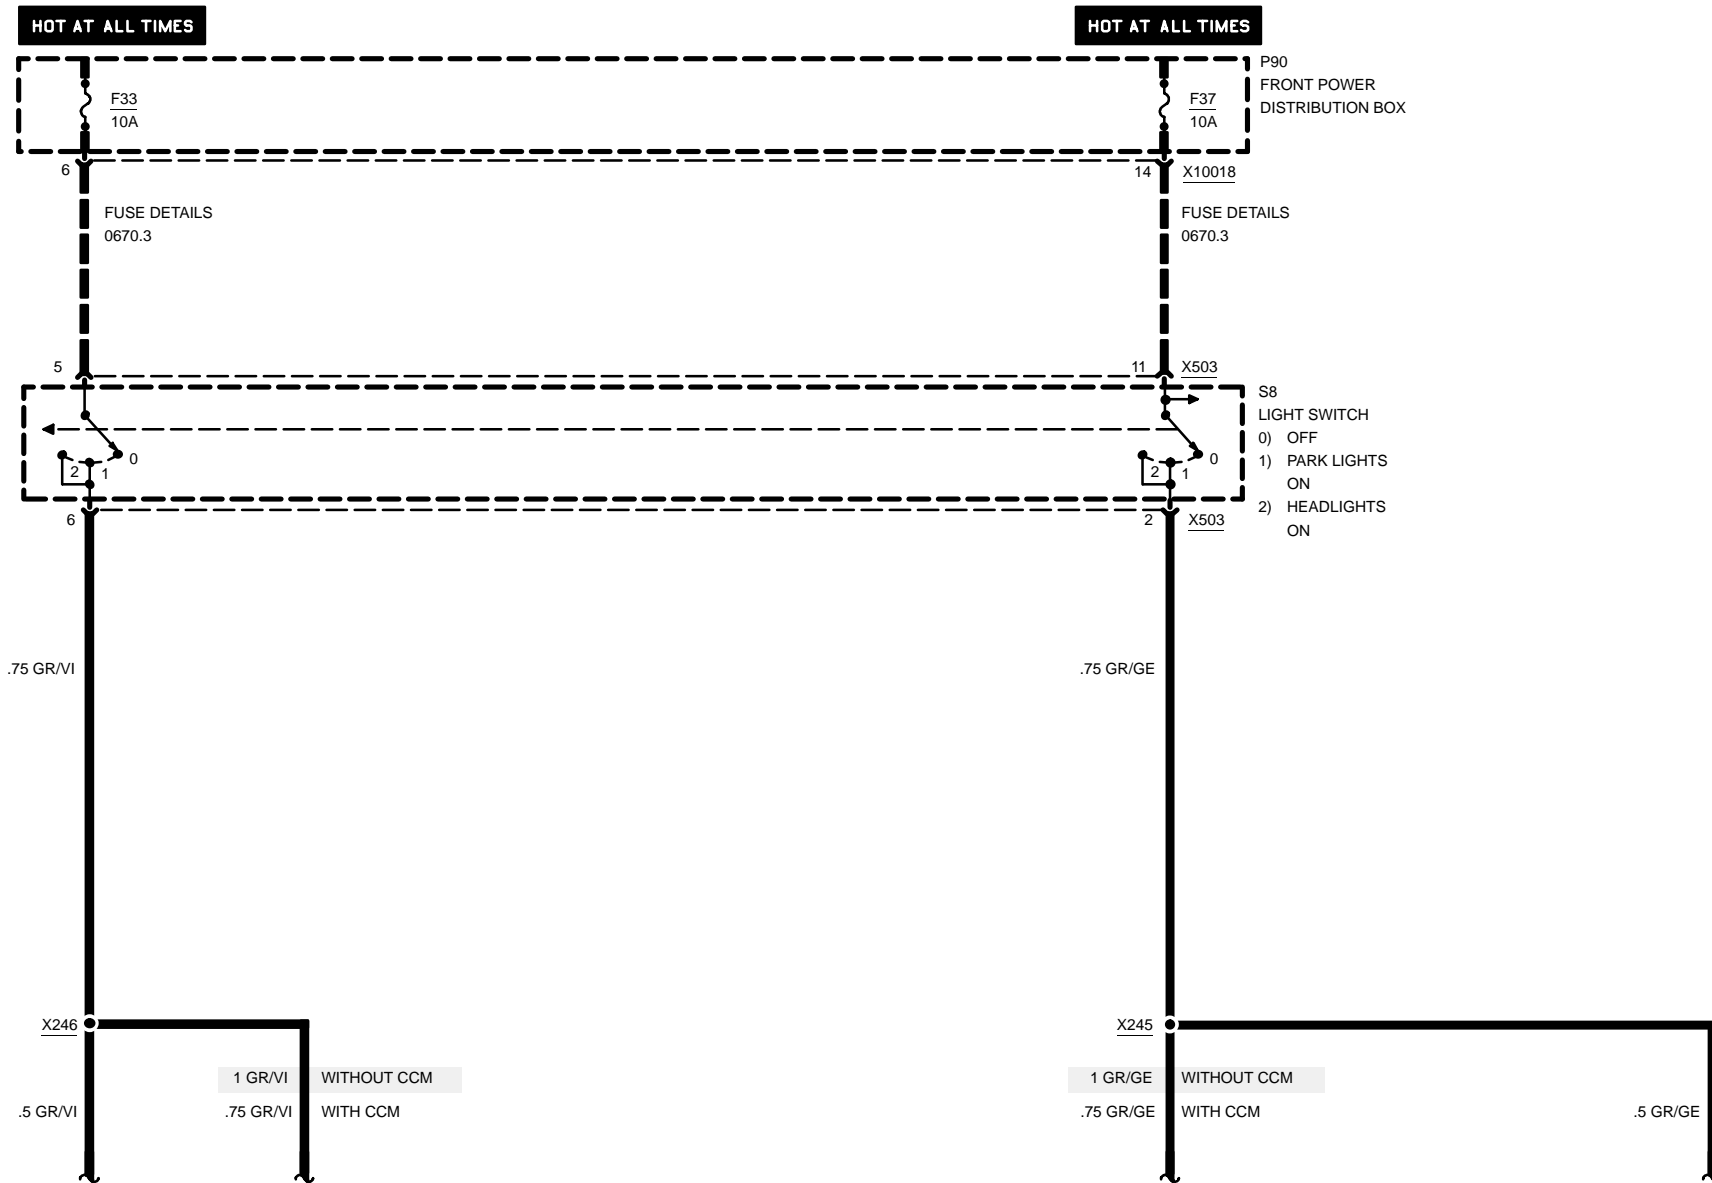 HOT AT ALL TIMES
HOT AT ALL TIMES
P90
FRONT POWER
DISTRIBUTION BOX
F33
10A
F37
10A
6
14
X10018
FUSE DETAILS
0670.3
FUSE DETAILS
0670.3
5
11
X503
S8
LIGHT SWITCH
0) OFF
1) PARK LIGHTS
ON
2) HEADLIGHTS
ON
2
1
0
2
1
0
6
2
X503
.75 GR/VI
.75 GR/GE
X246
X245
1 GR/VI
WITHOUT CCM
1 GR/GE
WITHOUT CCM
.5 GR/VI
.75 GR/VI
WITH CCM
.75 GR/GE
WITH CCM
.5 GR/GE